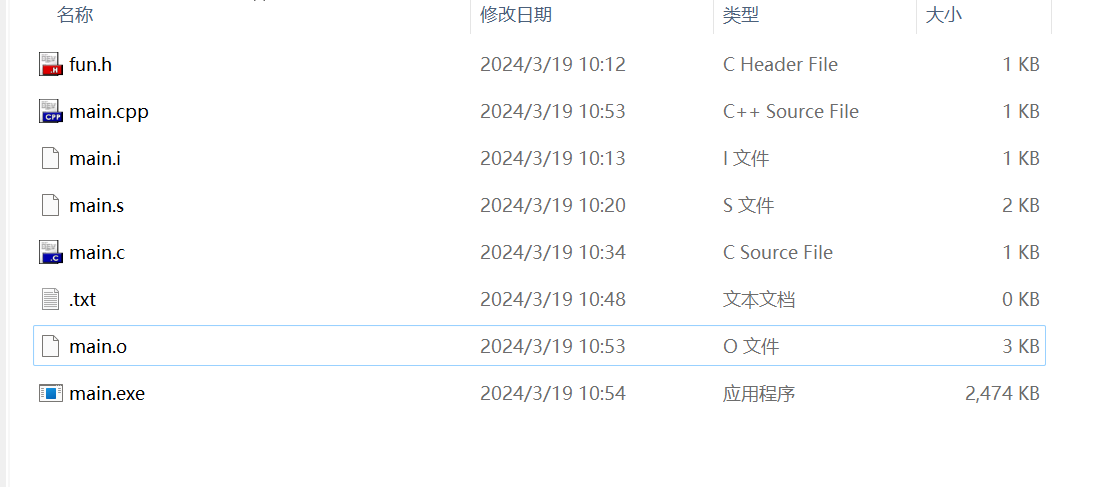 名称 修改日期 类型 大小
fun.h 2024/3/19 10:12 C Header File 1 KB
main.cpp 2024/3/19 10:53 C++ Source File 1 KB
main.i 2024/3/19 10:13 I 文件 1 KB
main.s 2024/3/19 10:20 S 文件 2 KB
main.c 2024/3/19 10:34 C Source File 1 KB
.txt 2024/3/19 10:48 文本文档 0 KB
main.o 2024/3/19 10:53 O 文件 3 KB
main.exe 2024/3/19 10:54 应用程序 2,474 KB